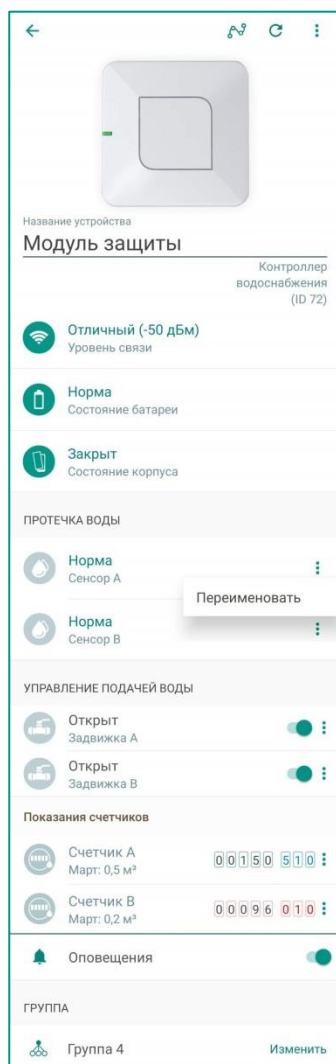 Название устройства
Модуль защиты
Контроллер
водоснабжения
(ID 72)
Отличный (-50 дБм)
Уровень связи
Норма
Состояние батареи
Закрыт
Состояние корпуса
ПРОТЕЧКА ВОДЫ
Норма
Сенсор А
Переименовать
Норма
Сенсор В
УПРАВЛЕНИЕ ПОДАЧЕЙ ВОДЫ
Открыт
Задвижка А
Открыт
Задвижка В
Показания счетчиков
Счетчик А
00150 510
Март: 0,5 м³
Счетчик В
00096 010
Март: 0,2 м³
Оповещения
ГРУППА
Группа 4 Изменить